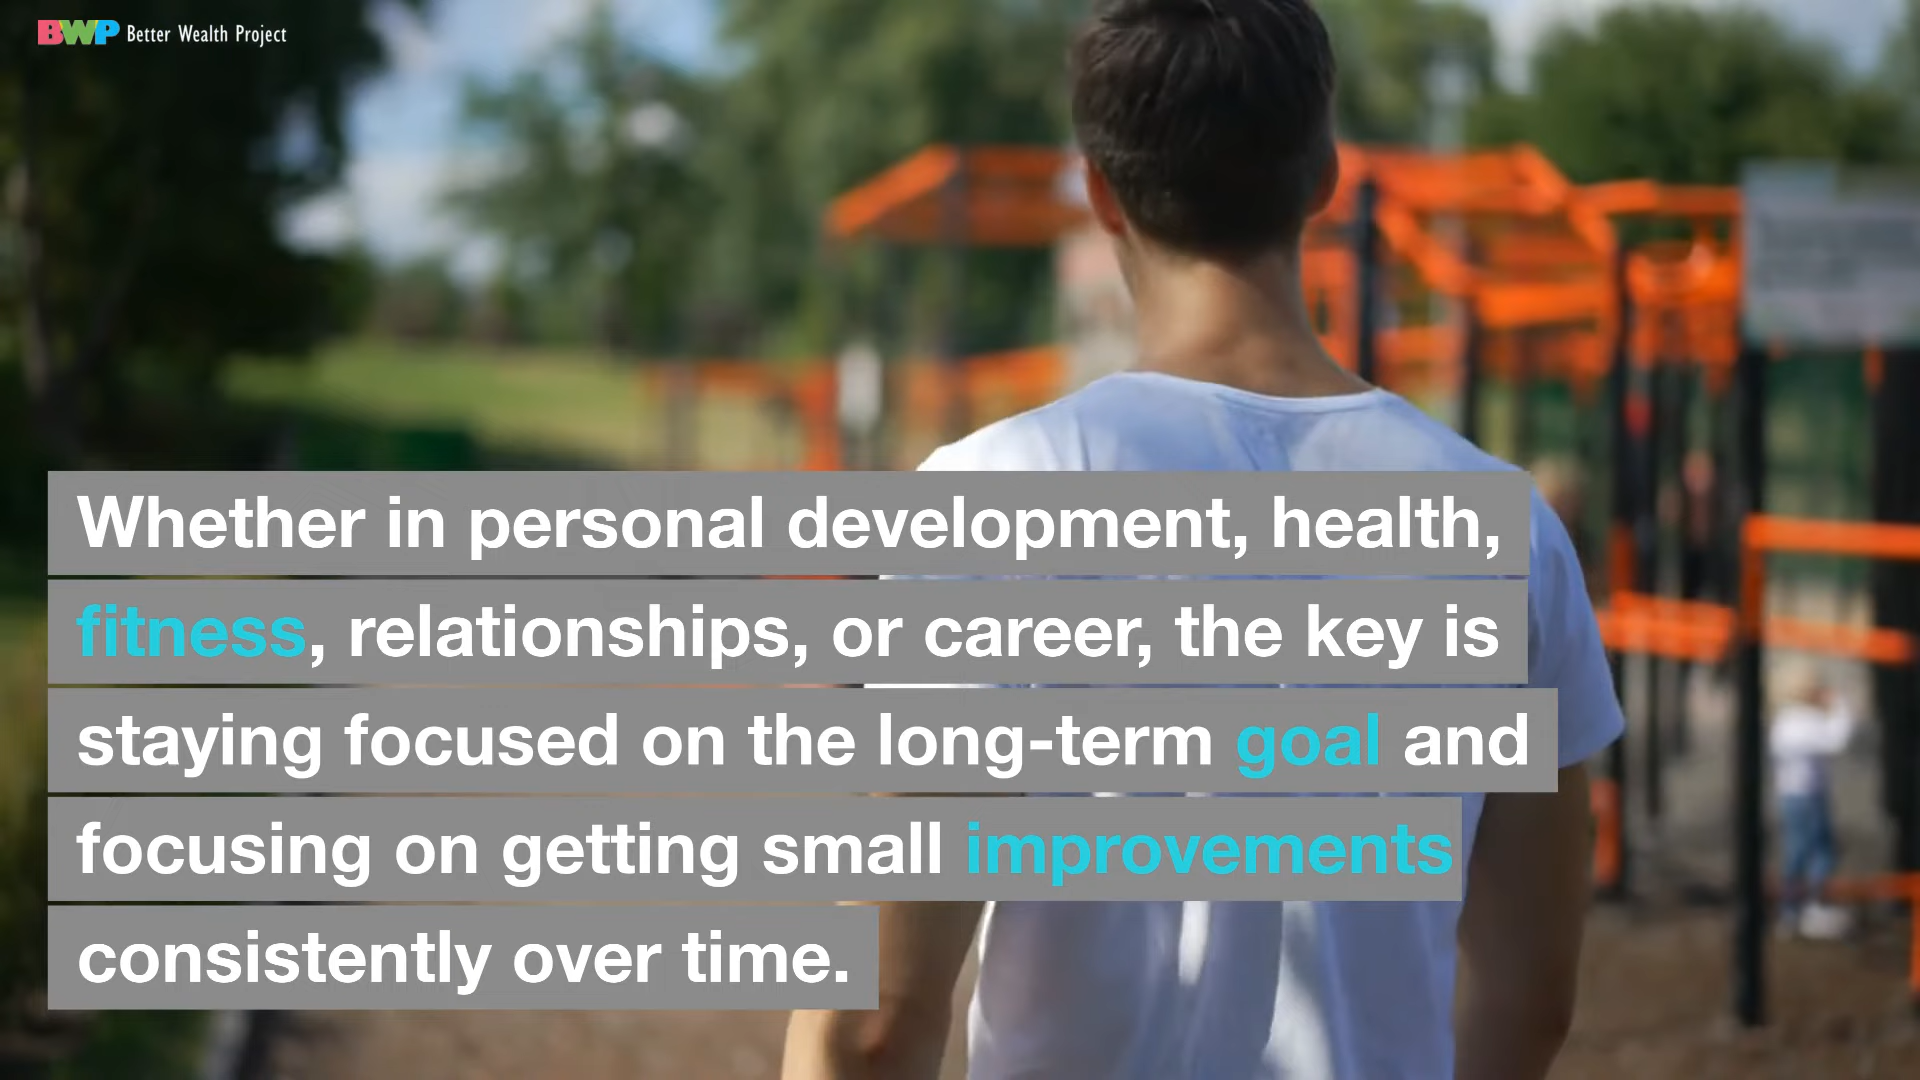 BWP Better Wealth Project
Whether in personal development, health,
fitness, relationships, or career, the key is
staying focused on the long-term goal and
focusing on getting small improvements
consistently over time.